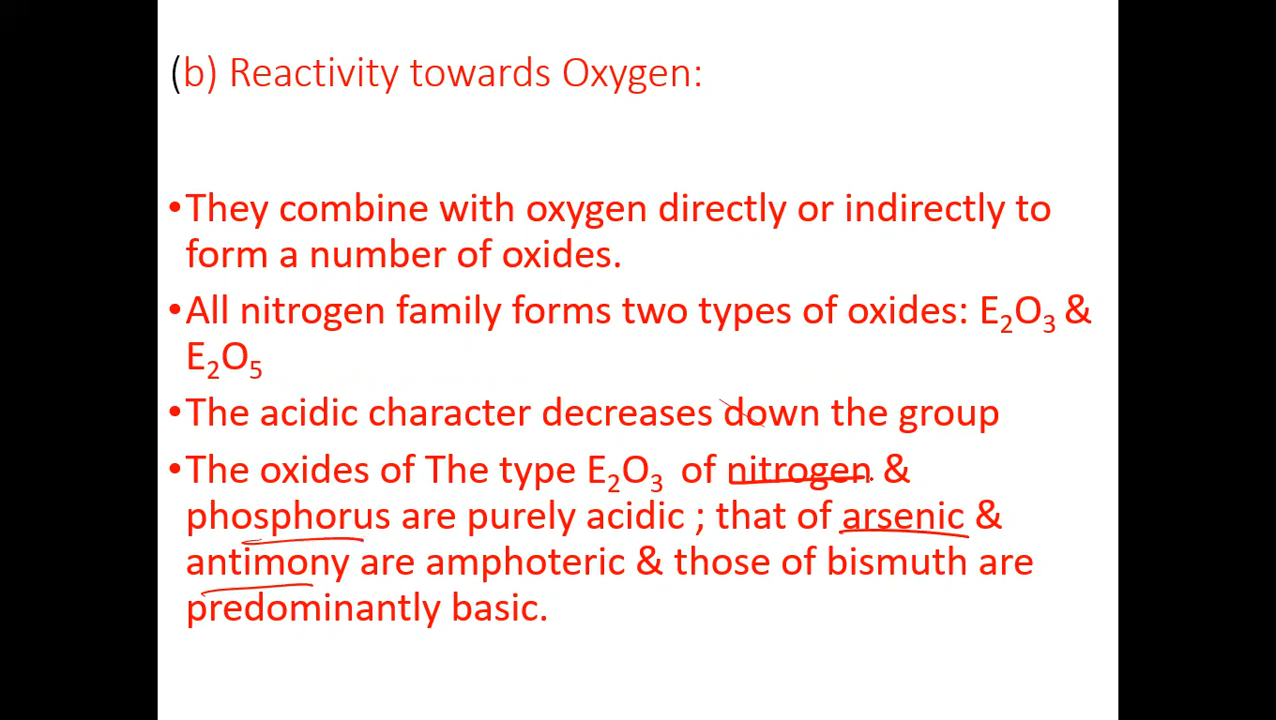 (b) Reactivity towards Oxygen:
•They combine with oxygen directly or indirectly to
form a number of oxides.
•All nitrogen family forms two types of oxides: E₂O₃ &
E₂O₅
•The acidic character decreases down the group
•The oxides of The type E₂O₃ of nitrogen &
phosphorus are purely acidic ; that of arsenic &
antimony are amphoteric & those of bismuth are
predominantly basic.